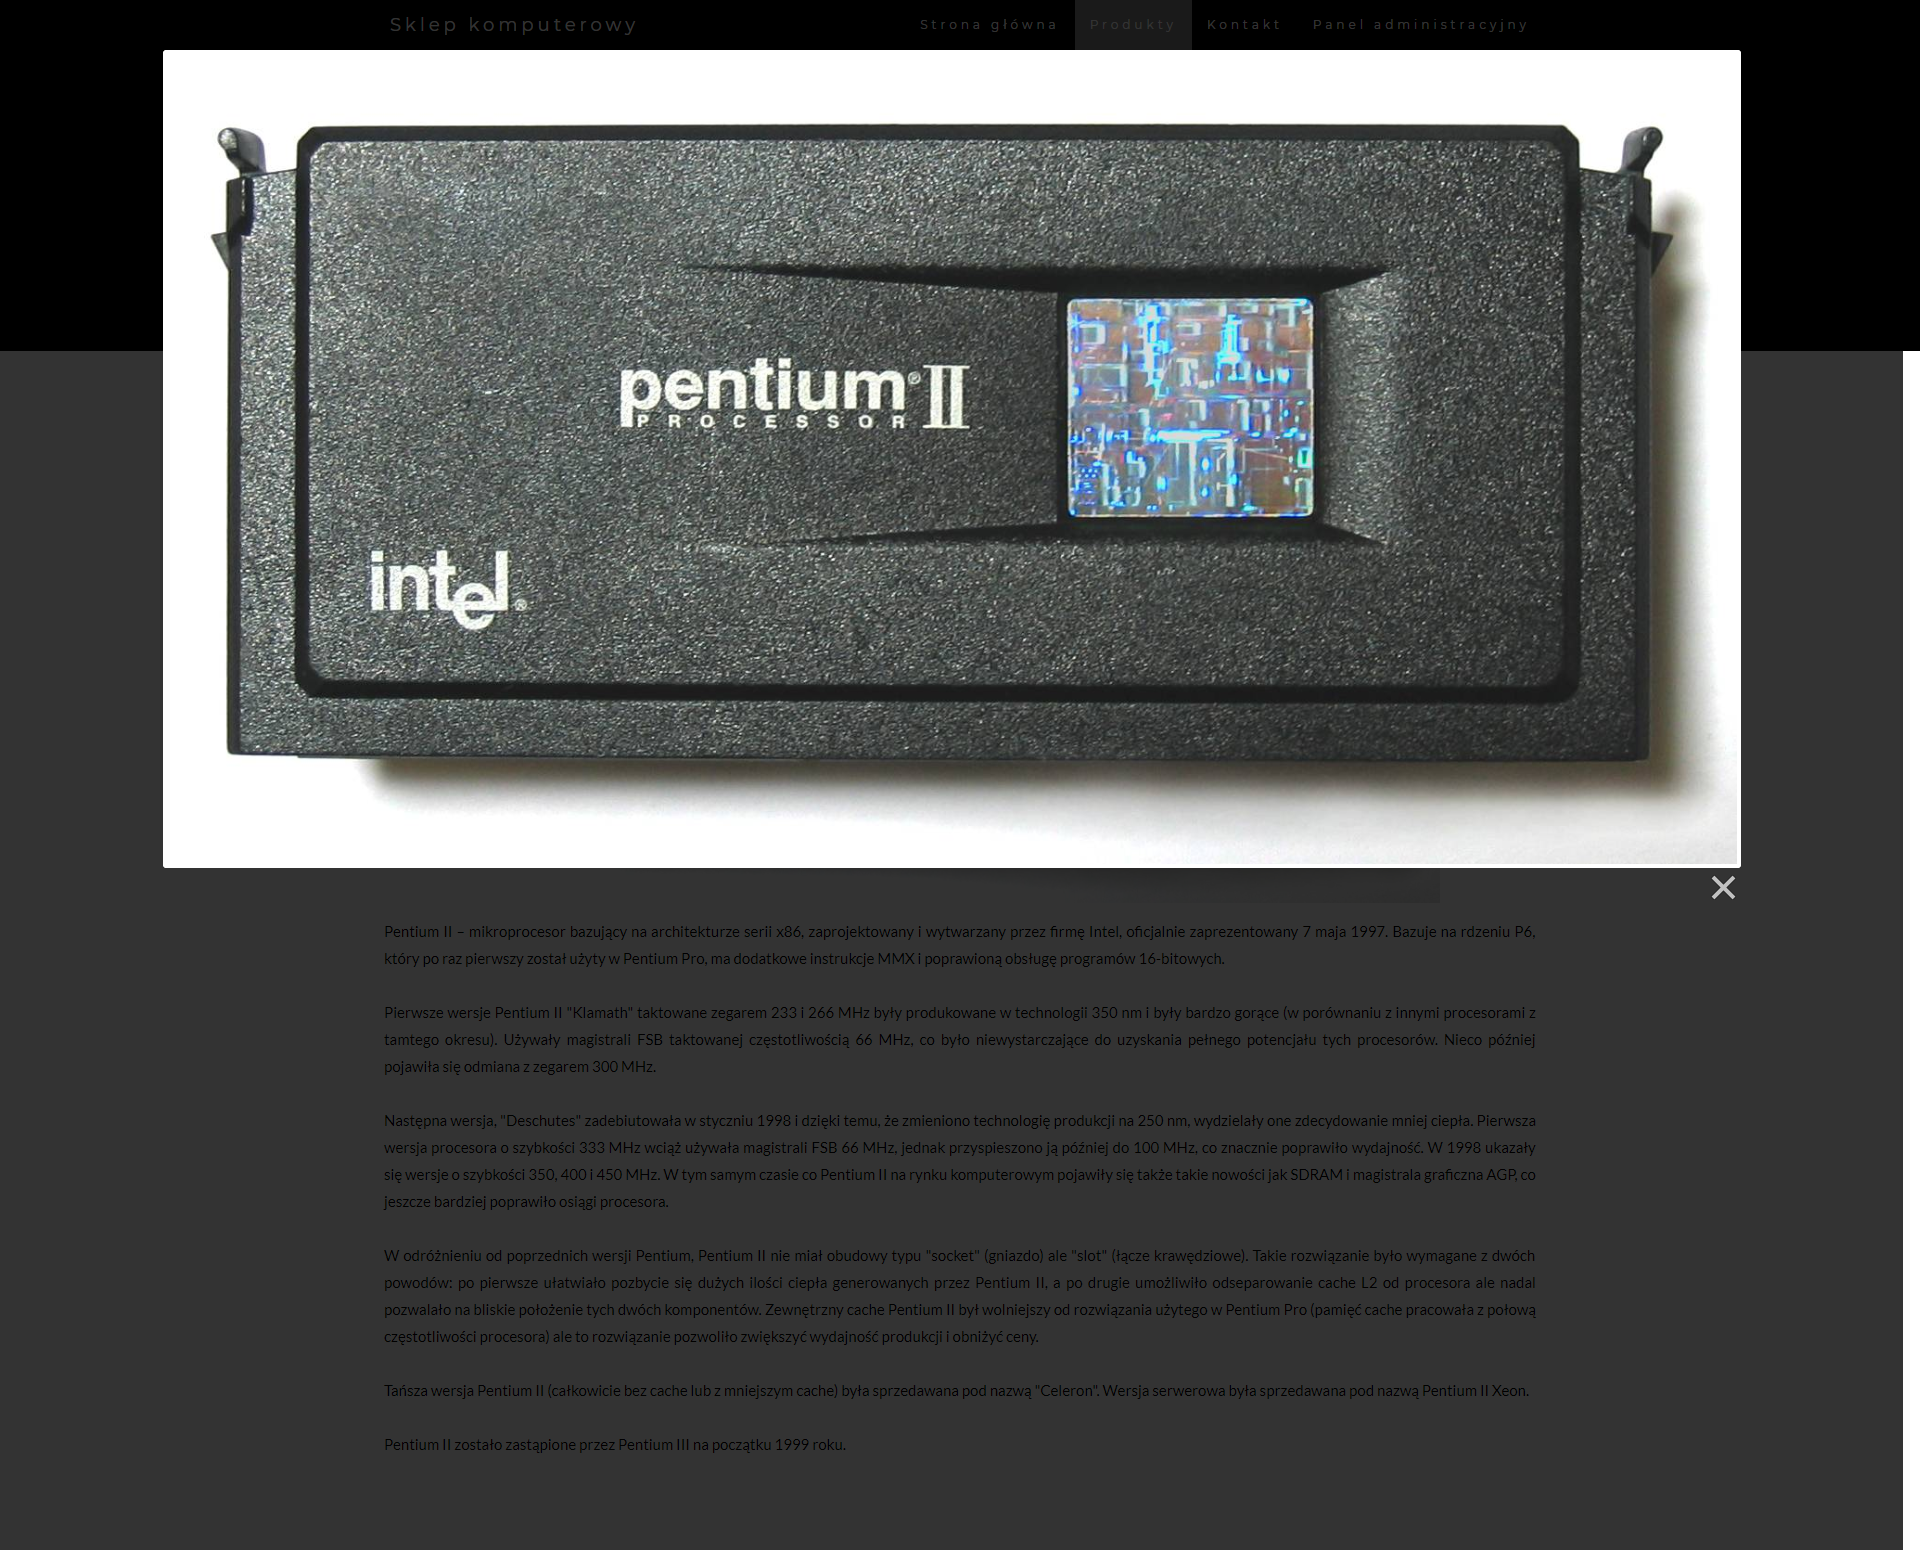 Sklep komputerowy
Strona główna Produkty Kontakt Panel administracyjny
pentium® II
PROCESSOR
intel®
Pentium II – mikroprocesor bazujący na architekturze serii x86, zaprojektowany i wytwarzany przez firmę Intel, oficjalnie zaprezentowany 7 maja 1997. Bazuje na rdzeniu P6,
który po raz pierwszy został użyty w Pentium Pro, ma dodatkowe instrukcje MMX i poprawioną obsługę programów 16-bitowych.
Pierwsze wersje Pentium II "Klamath" taktowane zegarem 233 i 266 MHz były produkowane w technologii 350 nm i były bardzo gorące (w porównaniu z innymi procesorami z
tamtego okresu). Używały magistrali FSB taktowanej częstotliwością 66 MHz, co było niewystarczające do uzyskania pełnego potencjału tych procesorów. Nieco później
pojawiła się odmiana z zegarem 300 MHz.
Następna wersja, "Deschutes" zadebiutowała w styczniu 1998 i dzięki temu, że zmieniono technologię produkcji na 250 nm, wydzielały one zdecydowanie mniej ciepła. Pierwsza
wersja procesora o szybkości 333 MHz wciąż używała magistrali FSB 66 MHz, jednak przyspieszono ją później do 100 MHz, co znacznie poprawiło wydajność. W 1998 ukazały
się wersje o szybkości 350, 400 i 450 MHz. W tym samym czasie co Pentium II na rynku komputerowym pojawiły się także takie nowości jak SDRAM i magistrala graficzna AGP, co
jeszcze bardziej poprawiło osiągi procesora.
W odróżnieniu od poprzednich wersji Pentium, Pentium II nie miał obudowy typu "socket" (gniazdo) ale "slot" (łącze krawędziowe). Takie rozwiązanie było wymagane z dwóch
powodów: po pierwsze ułatwiało pozbycie się dużych ilości ciepła generowanych przez Pentium II, a po drugie umożliwiło odseparowanie cache L2 od procesora ale nadal
pozwalało na bliskie położenie tych dwóch komponentów. Zewnętrzny cache Pentium II był wolniejszy od rozwiązania użytego w Pentium Pro (pamięć cache pracowała z połową
częstotliwości procesora) ale to rozwiązanie pozwoliło zwiększyć wydajność produkcji i obniżyć ceny.
Tańsza wersja Pentium II (całkowicie bez cache lub z mniejszym cache) była sprzedawana pod nazwą "Celeron". Wersja serwerowa była sprzedawana pod nazwą Pentium II Xeon.
Pentium II zostało zastąpione przez Pentium III na początku 1999 roku.